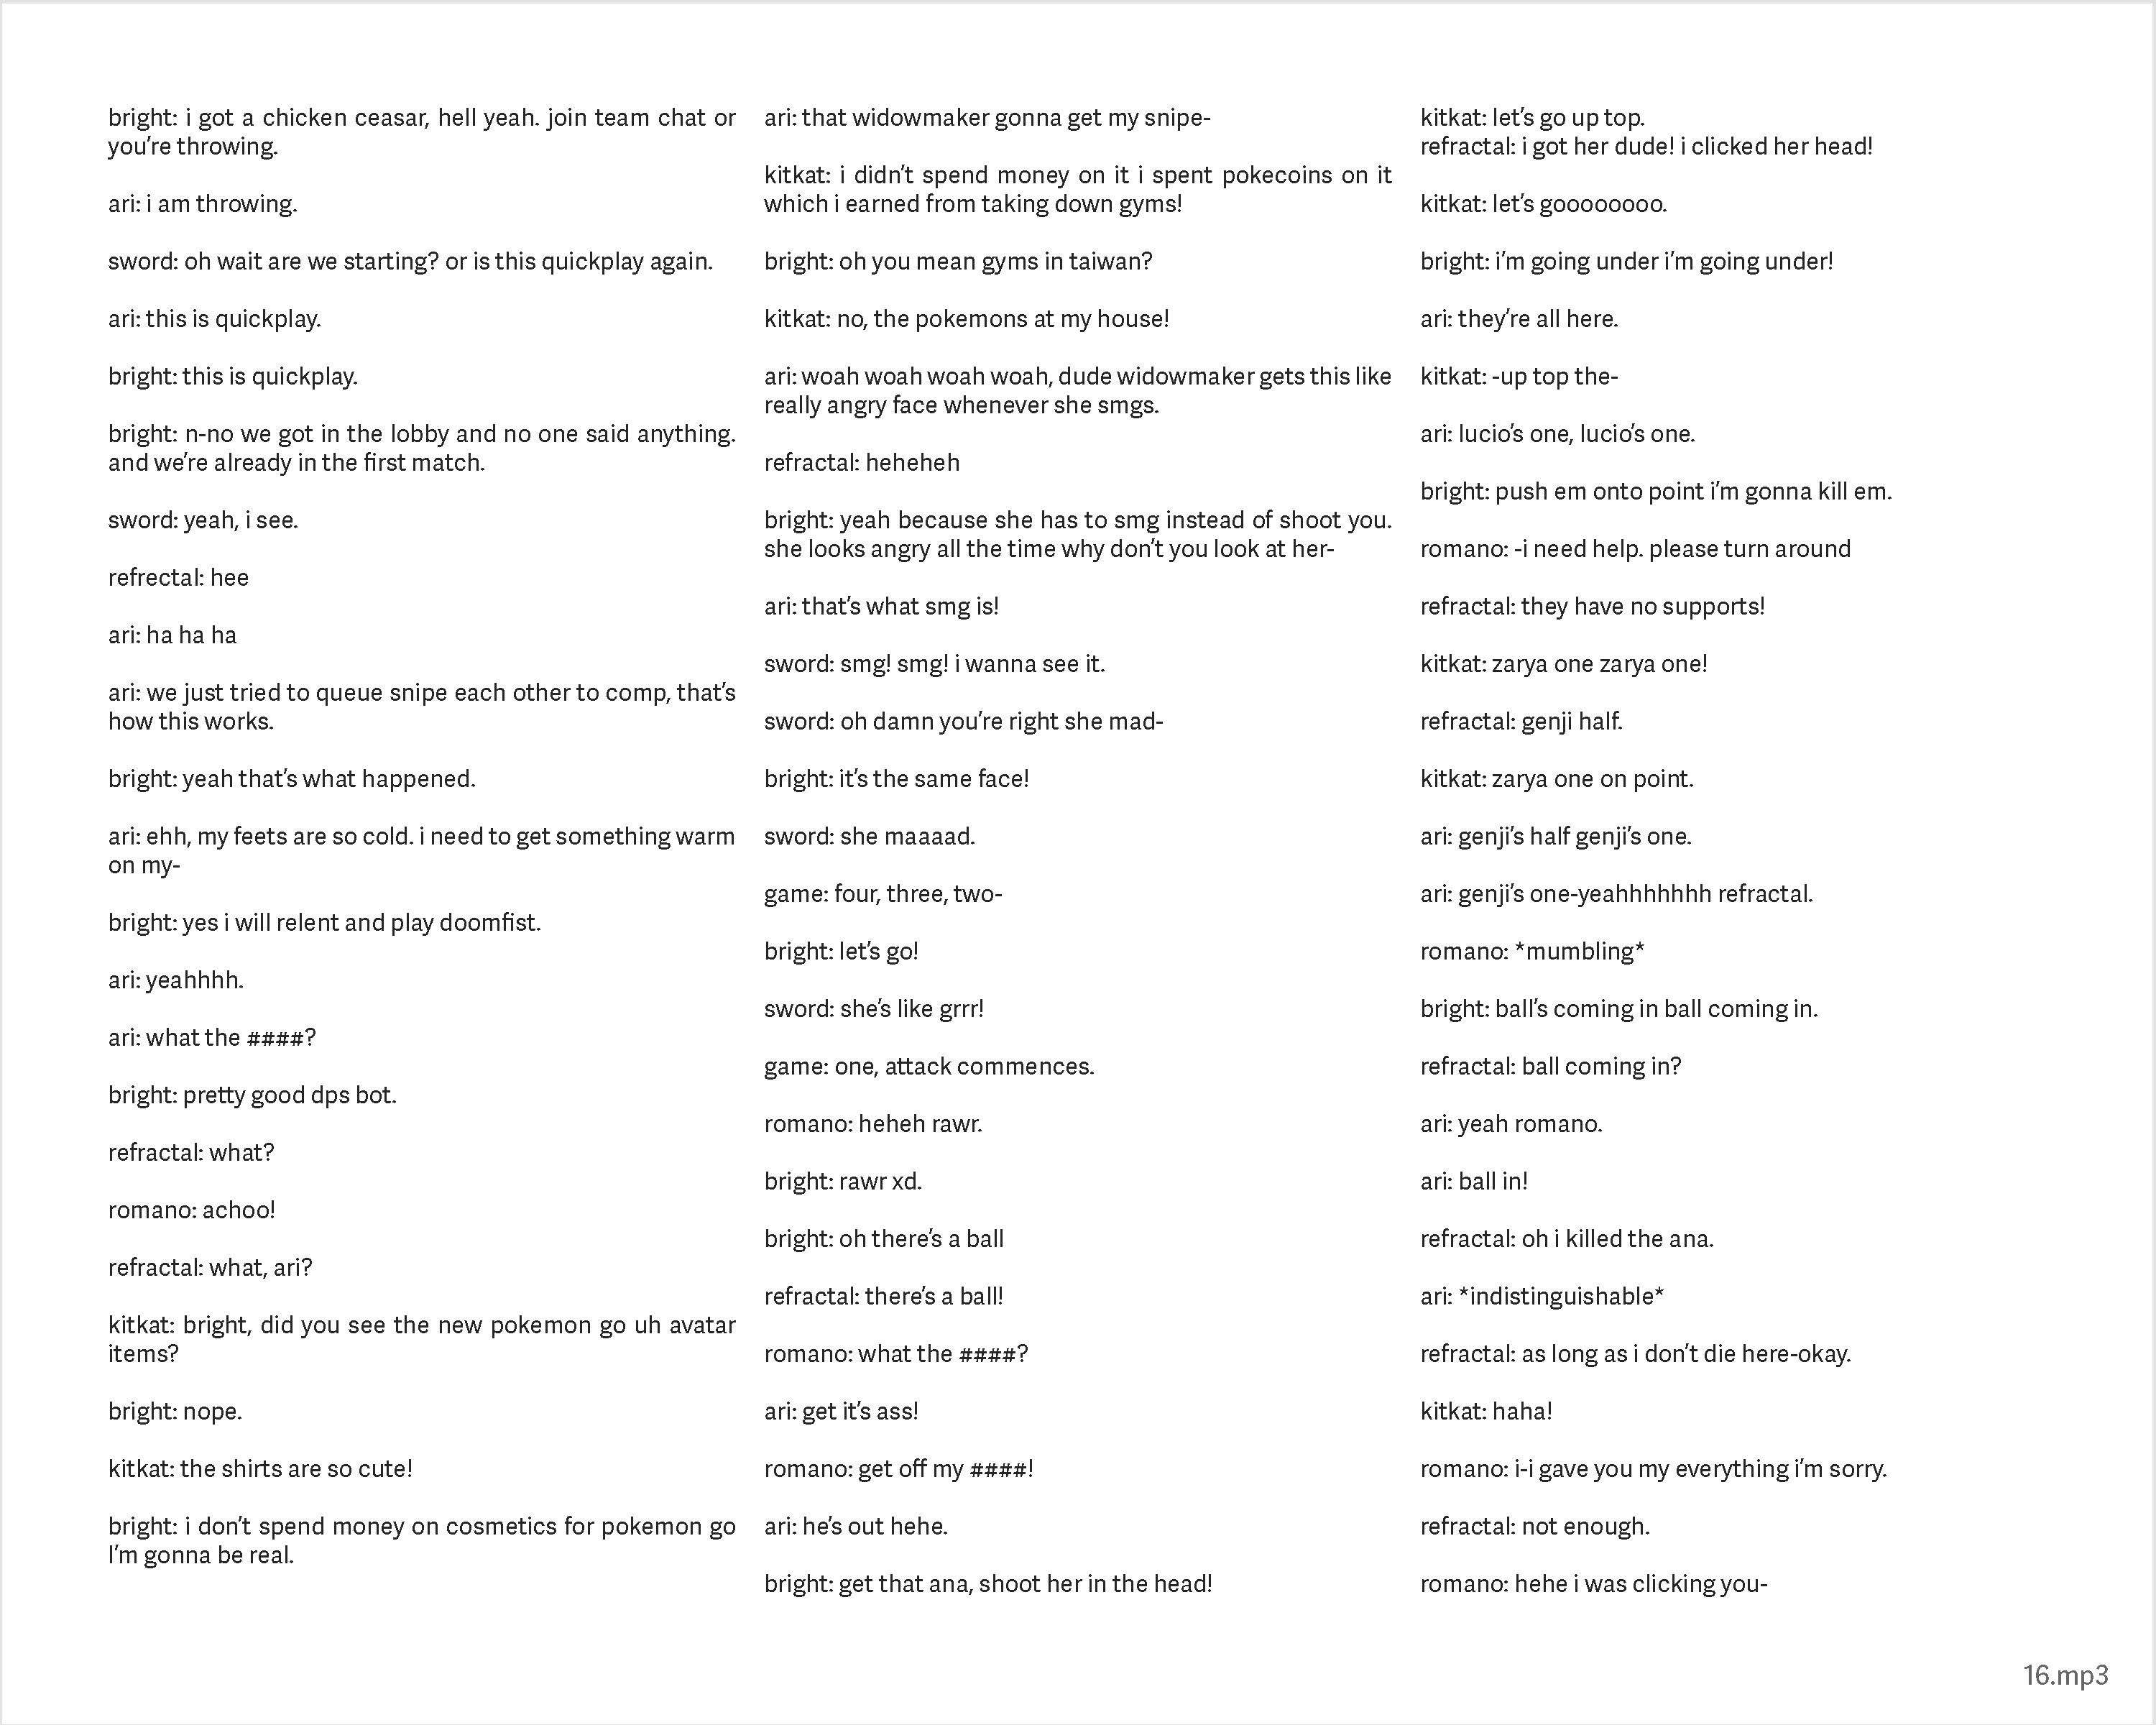 bright: i got a chicken ceasar, hell yeah. join team chat or
you're throwing.
ari: i am throwing.
sword: oh wait are we starting? or is this quickplay again.
ari: this is quickplay.
bright: this is quickplay.
bright: n-no we got in the lobby and no one said anything.
and we're already in the first match.
sword: yeah, i see.
refrectal: hee
ari: ha ha ha
ari: we just tried to queue snipe each other to comp, that's
how this works.
bright: yeah that's what happened.
ari: ehh, my feets are so cold. i need to get something warm
on my-
bright: yes i will relent and play doomfist.
ari: yeahhhh.
ari: what the ####?
bright: pretty good dps bot.
refractal: what?
romano: achoo!
refractal: what, ari?
kitkat: bright, did you see the new pokemon go uh avatar
items?
bright: nope.
kitkat: the shirts are so cute!
bright: i don't spend money on cosmetics for pokemon go
I'm gonna be real.
ari: that widowmaker gonna get my snipe-
kitkat: i didn't spend money on it i spent pokecoins on it
which i earned from taking down gyms!
bright: oh you mean gyms in taiwan?
kitkat: no, the pokemons at my house!
ari: woah woah woah woah, dude widowmaker gets this like
really angry face whenever she smgs.
refractal: heheheh
bright: yeah because she has to smg instead of shoot you.
she looks angry all the time why don't you look at her-
ari: that's what smg is!
sword: smg! smg! i wanna see it.
sword: oh damn you're right she mad-
bright: it's the same face!
sword: she maaaad.
game: four, three, two-
bright: let's go!
sword: she's like grrr!
game: one, attack commences.
romano: heheh rawr.
bright: rawr xd.
bright: oh there's a ball
refractal: there's a ball!
romano: what the ####?
ari: get it's ass!
romano: get off my ####!
ari: he's out hehe.
bright: get that ana, shoot her in the head!
kitkat: let's go up top.
refractal: i got her dude! i clicked her head!
kitkat: let's goooooooo.
bright: i'm going under i'm going under!
ari: they're all here.
kitkat: -up top the-
ari: lucio's one, lucio's one.
bright: push em onto point i'm gonna kill em.
romano: -i need help. please turn around
refractal: they have no supports!
kitkat: zarya one zarya one!
refractal: genji half.
kitkat: zarya one on point.
ari: genji's half genji's one.
ari: genji's one-yeahhhhhhh refractal.
romano: *mumbling*
bright: ball's coming in ball coming in.
refractal: ball coming in?
ari: yeah romano.
ari: ball in!
refractal: oh i killed the ana.
ari: *indistinguishable*
refractal: as long as i don't die here-okay.
kitkat: haha!
romano: i-i gave you my everything i'm sorry.
refractal: not enough.
romano: hehe i was clicking you-
16.mp3